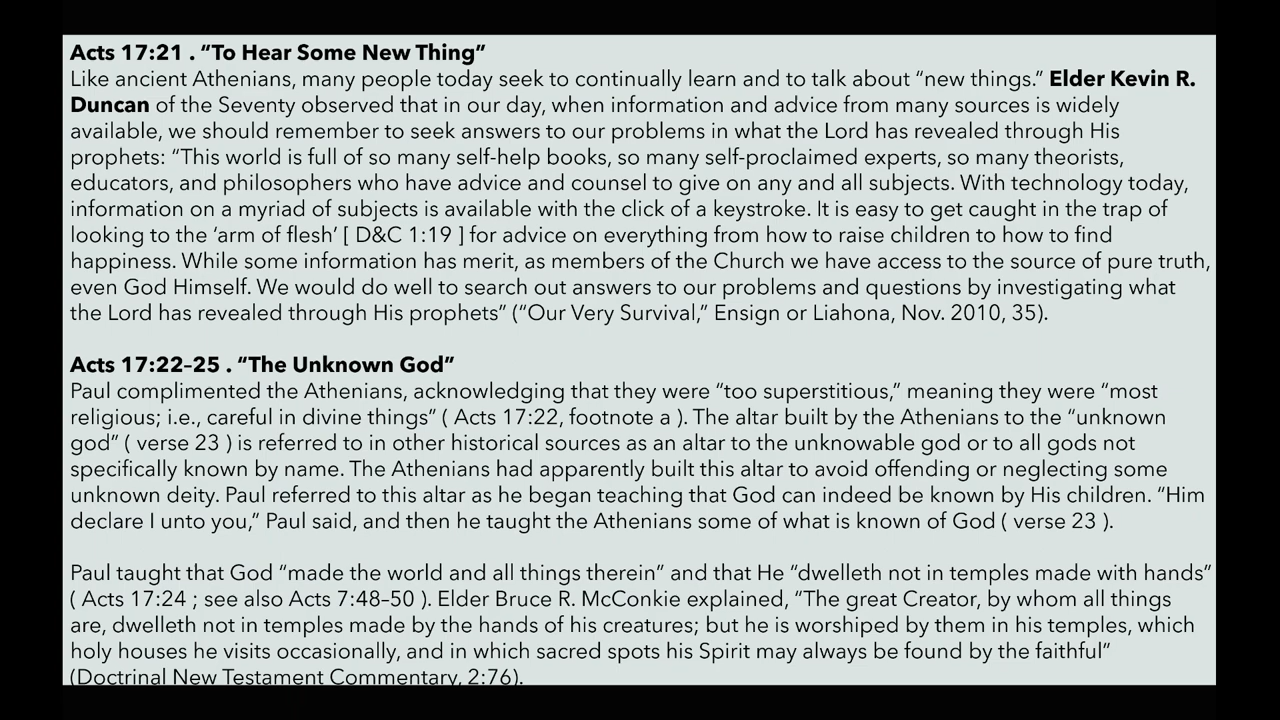 Acts 17:21 . “To Hear Some New Thing”
Like ancient Athenians, many people today seek to continually learn and to talk about “new things.” Elder Kevin R.
Duncan of the Seventy observed that in our day, when information and advice from many sources is widely
available, we should remember to seek answers to our problems in what the Lord has revealed through His
prophets: “This world is full of so many self-help books, so many self-proclaimed experts, so many theorists,
educators, and philosophers who have advice and counsel to give on any and all subjects. With technology today,
information on a myriad of subjects is available with the click of a keystroke. It is easy to get caught in the trap of
looking to the ‘arm of flesh’ [ D&C 1:19 ] for advice on everything from how to raise children to how to find
happiness. While some information has merit, as members of the Church we have access to the source of pure truth,
even God Himself. We would do well to search out answers to our problems and questions by investigating what
the Lord has revealed through His prophets” (“Our Very Survival,” Ensign or Liahona, Nov. 2010, 35).
Acts 17:22–25 . “The Unknown God”
Paul complimented the Athenians, acknowledging that they were “too superstitious,” meaning they were “most
religious; i.e., careful in divine things” ( Acts 17:22, footnote a ). The altar built by the Athenians to the “unknown
god” ( verse 23 ) is referred to in other historical sources as an altar to the unknowable god or to all gods not
specifically known by name. The Athenians had apparently built this altar to avoid offending or neglecting some
unknown deity. Paul referred to this altar as he began teaching that God can indeed be known by His children. “Him
declare I unto you,” Paul said, and then he taught the Athenians some of what is known of God ( verse 23 ).
Paul taught that God “made the world and all things therein” and that He “dwelleth not in temples made with hands”
( Acts 17:24 ; see also Acts 7:48–50 ). Elder Bruce R. McConkie explained, “The great Creator, by whom all things
are, dwelleth not in temples made by the hands of his creatures; but he is worshiped by them in his temples, which
holy houses he visits occasionally, and in which sacred spots his Spirit may always be found by the faithful”
(Doctrinal New Testament Commentary, 2:76).